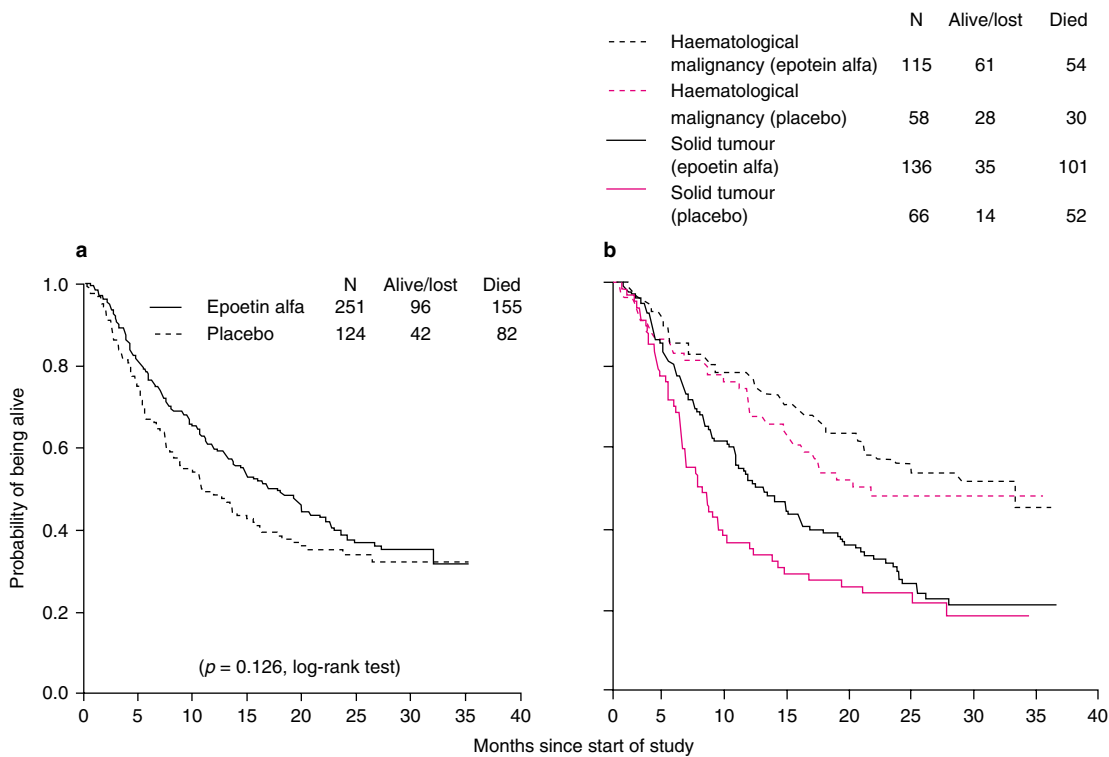 N Alive/lost Died
Haematological
malignancy (epotein alfa) 115 61 54
Haematological
malignancy (placebo) 58 28 30
Solid tumour
(epoetin alfa) 136 35 101
Solid tumour
(placebo) 66 14 52
a
N Alive/lost Died
Epoetin alfa 251 96 155
Placebo 124 42 82
1.0
0.8
0.6
0.4
0.2
0.0
Probability of being alive
(p = 0.126, log-rank test)
0 5 10 15 20 25 30 35 40
b
0 5 10 15 20 25 30 35 40
Months since start of study